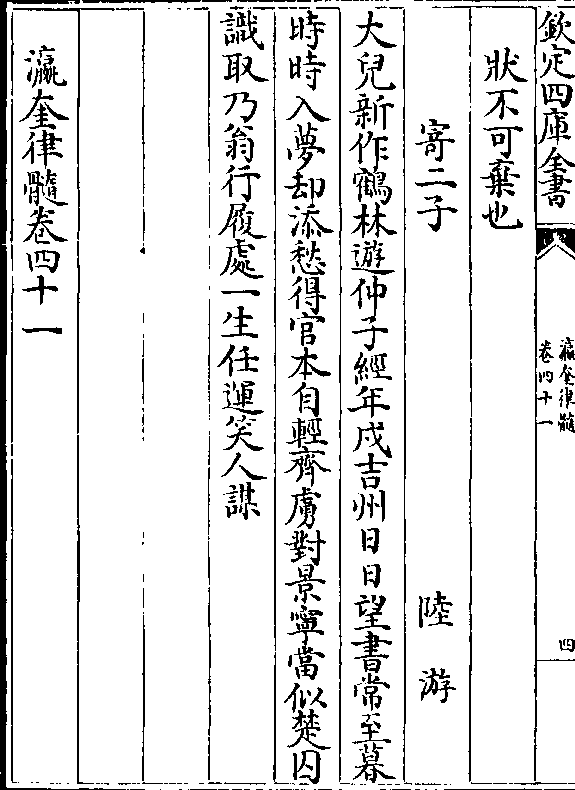 欽定四庫全書
瀛奎律髓
卷四十一
四
狀不可棄也
寄二子 陸游
大兒新作鶴林遊仲子經年戍吉州日日望書常至暮
時時入夢却添愁得官本自輕齊虜對景寧當似楚囚
識取乃翁行履處一生任運笑人謀
瀛奎律髓卷四十一